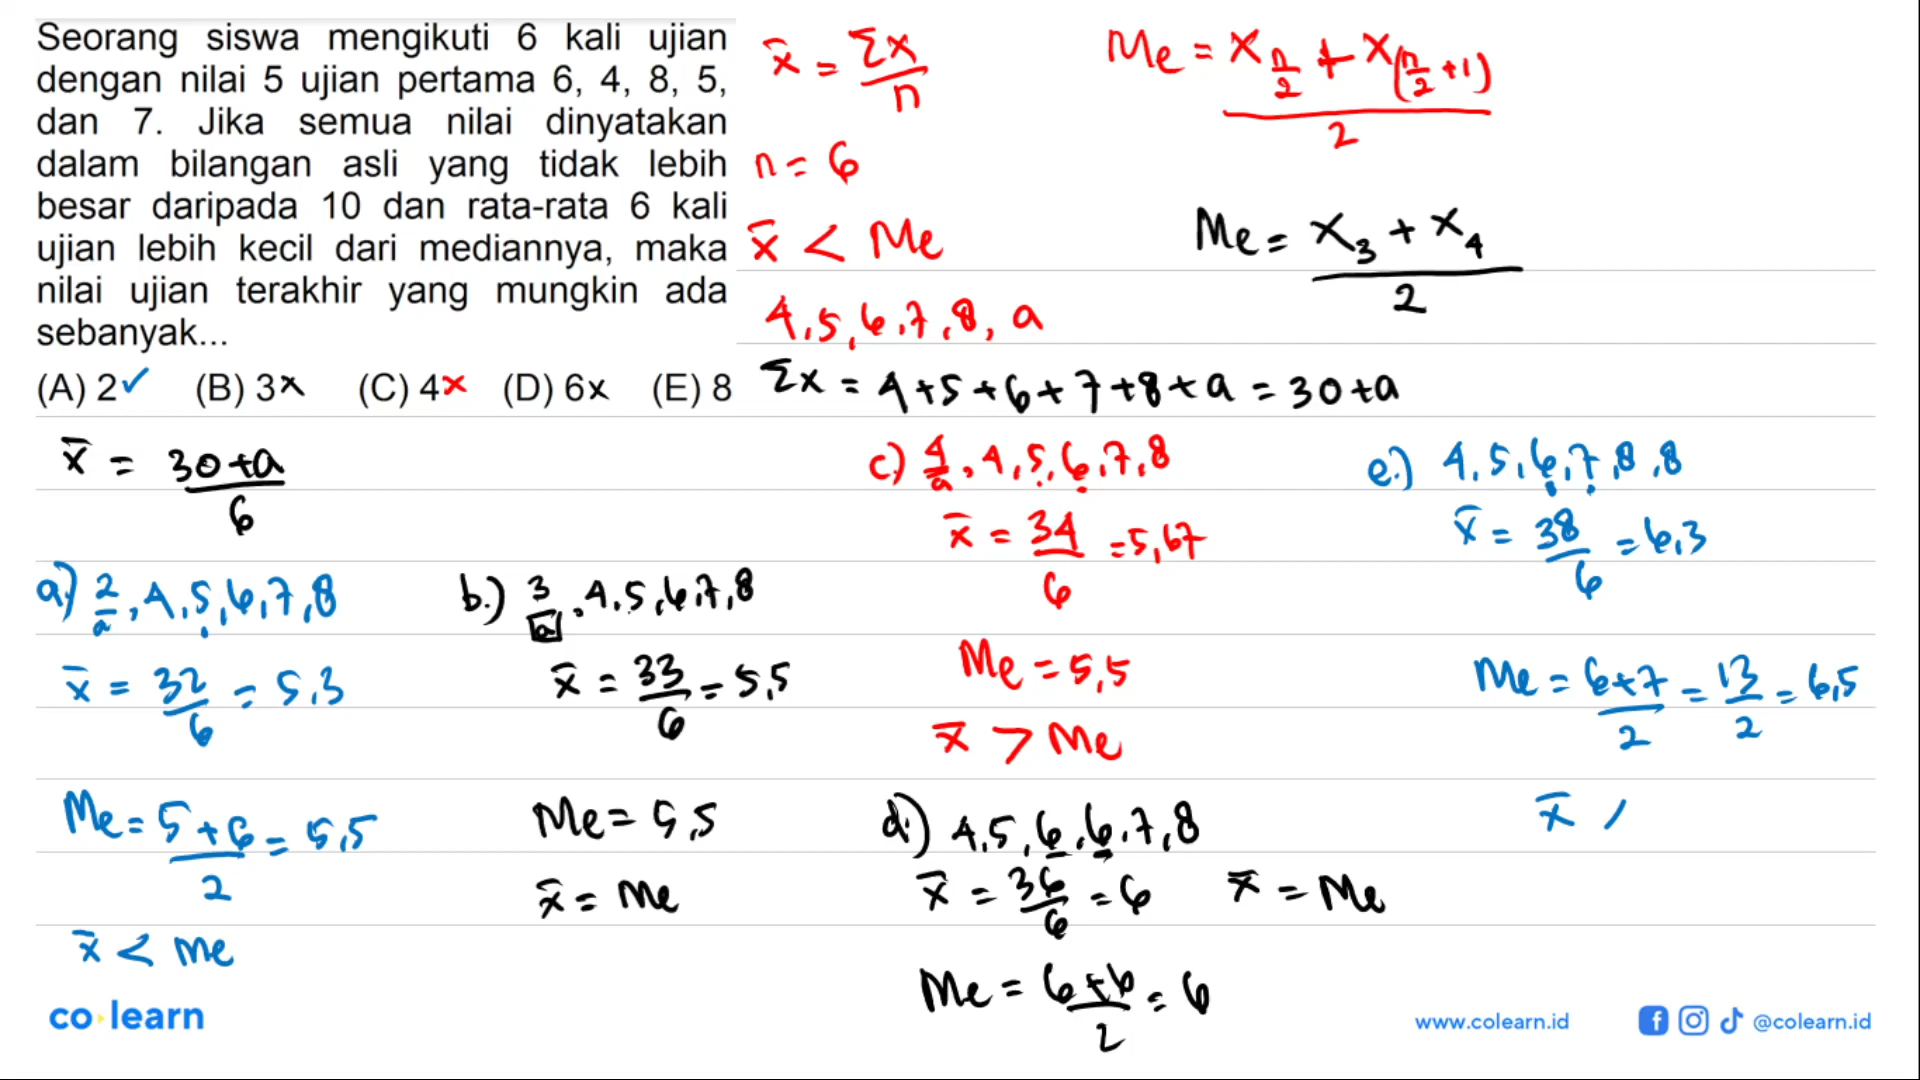 Seorang siswa mengikuti 6 kali ujian
dengan nilai 5 ujian pertama 6, 4, 8, 5,
dan 7. Jika semua nilai dinyatakan
dalam bilangan asli yang tidak lebih
besar daripada 10 dan rata-rata 6 kali
ujian lebih kecil dari mediannya, maka
nilai ujian terakhir yang mungkin ada
sebanyak...
(A) 2 ✓ (B) 3 x (C) 4 x (D) 6 x (E) 8
x̄ = Σx / n
n = 6
x̄ < Me
4, 5, 6, 7, 8, a
Σx = 4 + 5 + 6 + 7 + 8 + a = 30 + a
Me = x n/2 + x (n/2 + 1) / 2
Me = x₃ + x₄ / 2
x̄ = 30 + a / 6
a.) 2, 4, 5, 6, 7, 8
a
x̄ = 32 / 6 = 5,3
Me = 5 + 6 / 2 = 5,5
x̄ < me
b.) 3, 4, 5, 6, 7, 8
a
x̄ = 33 / 6 = 5,5
Me = 5,5
x̄ = Me
c.) 4, 4, 5, 6, 7, 8
a
x̄ = 34 / 6 = 5,67
Me = 5,5
x̄ > Me
d.) 4, 5, 6, 6, 7, 8
x̄ = 36 / 6 = 6 x̄ = Me
Me = 6 + 6 / 2 = 6
e.) 4, 5, 6, 7, 8, 8
x̄ = 38 / 6 = 6,3
Me = 6 + 7 / 2 = 13 / 2 = 6,5
x̄ /
co learn
www.colearn.id @colearn.id